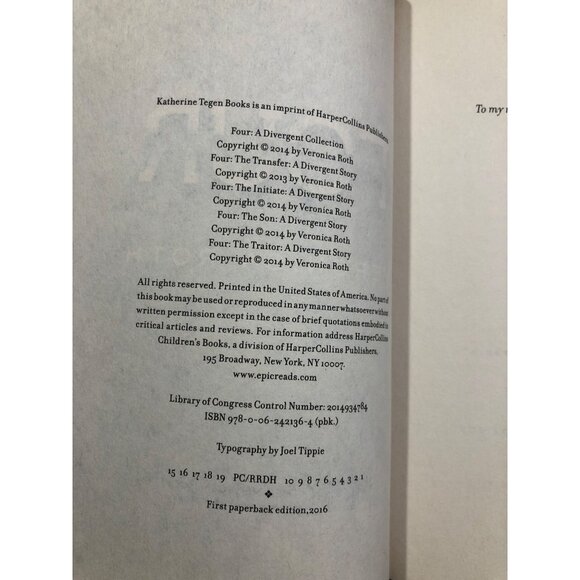 Katherine Tegen Books is an imprint of HarperCollins Publishers.
Four: A Divergent Collection
Copyright © 2014 by Veronica Roth
Four: The Transfer: A Divergent Story
Copyright © 2013 by Veronica Roth
Four: The Initiate: A Divergent Story
Copyright © 2014 by Veronica Roth
Four: The Son: A Divergent Story
Copyright © 2014 by Veronica Roth
Four: The Traitor: A Divergent Story
Copyright © 2014 by Veronica Roth
All rights reserved. Printed in the United States of America. No part of
this book may be used or reproduced in any manner whatsoever without
written permission except in the case of brief quotations embodied in
critical articles and reviews. For information address HarperCollins
Children's Books, a division of HarperCollins Publishers,
195 Broadway, New York, NY 10007.
www.epicreads.com
Library of Congress Control Number: 2014934784
ISBN 978-0-06-242136-4 (pbk.)
Typography by Joel Tippie
15 16 17 18 19 PC/RRDH 10 9 8 7 6 5 4 3 2 1
❖
First paperback edition, 2016
To my